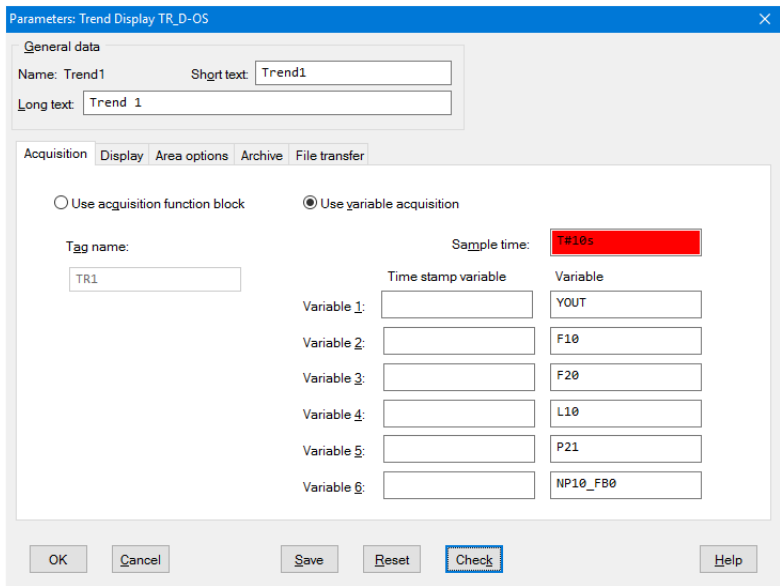 Parameters: Trend Display TR_D-OS
General data
Name: Trend1 Short text: Trend1
Long text: Trend 1
Acquisition Display Area options Archive File transfer
Use acquisition function block Use variable acquisition
Tag name: Sample time: T#10s
TR1 Time stamp variable Variable
Variable 1: YOUT
Variable 2: F10
Variable 3: F20
Variable 4: L10
Variable 5: P21
Variable 6: NP10_FB0
OK Cancel Save Reset Check Help